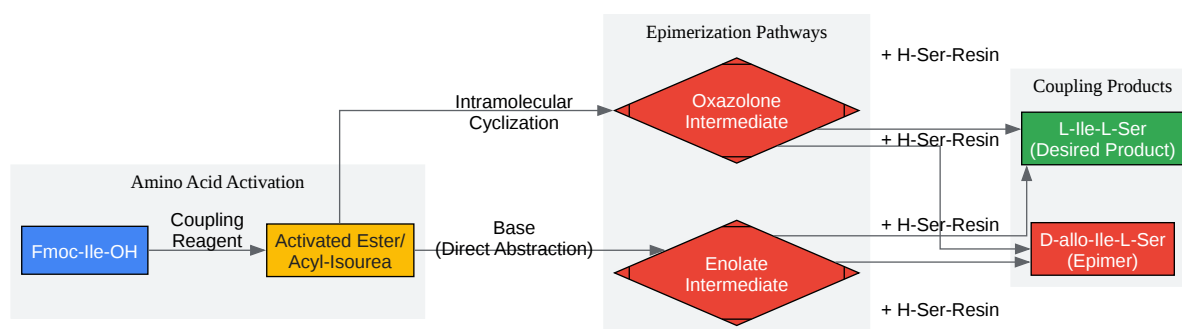 Epimerization Pathways
+ H-Ser-Resin
Oxazolone
Intermediate
Intramolecular
Cyclization
Coupling Products
L-Ile-L-Ser
(Desired Product)
+ H-Ser-Resin
Amino Acid Activation
Coupling
Reagent
Fmoc-Ile-OH
Activated Ester/
Acyl-Isourea
Base
(Direct Abstraction)
+ H-Ser-Resin
Enolate
Intermediate
D-allo-Ile-L-Ser
(Epimer)
+ H-Ser-Resin